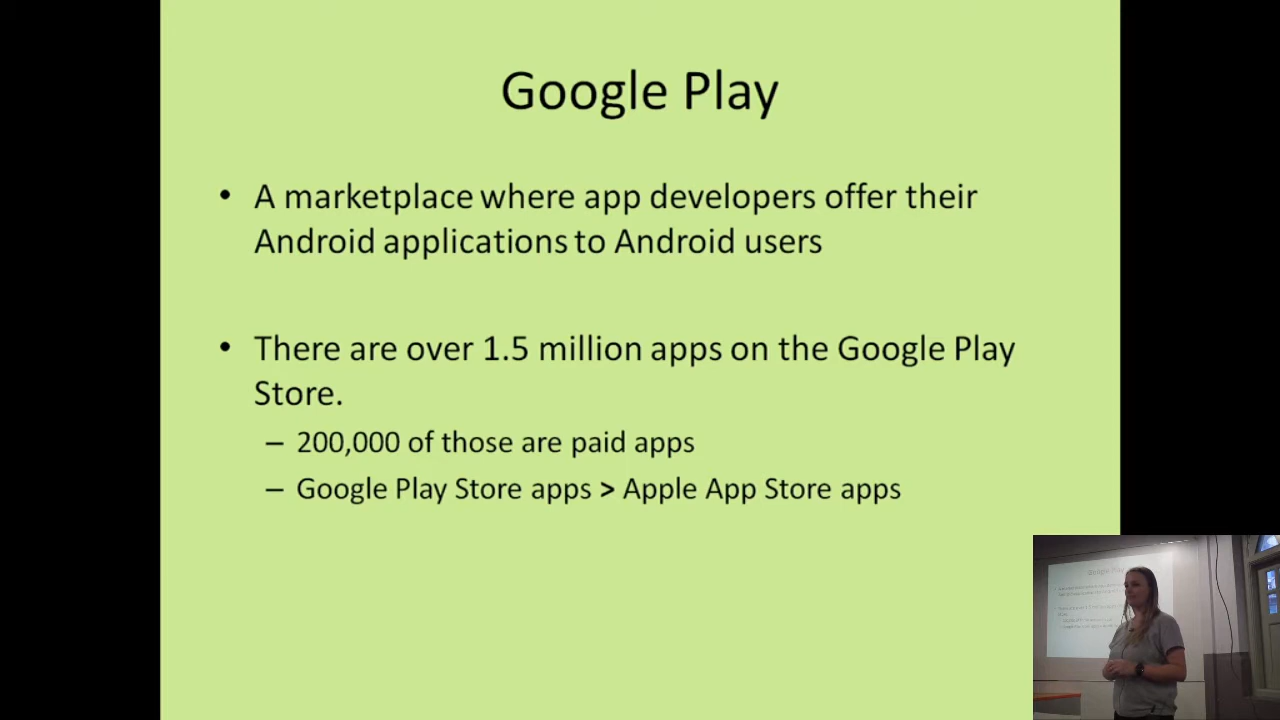 Google Play
• A marketplace where app developers offer their
Android applications to Android users
• There are over 1.5 million apps on the Google Play
Store.
– 200,000 of those are paid apps
– Google Play Store apps > Apple App Store apps
Google Play